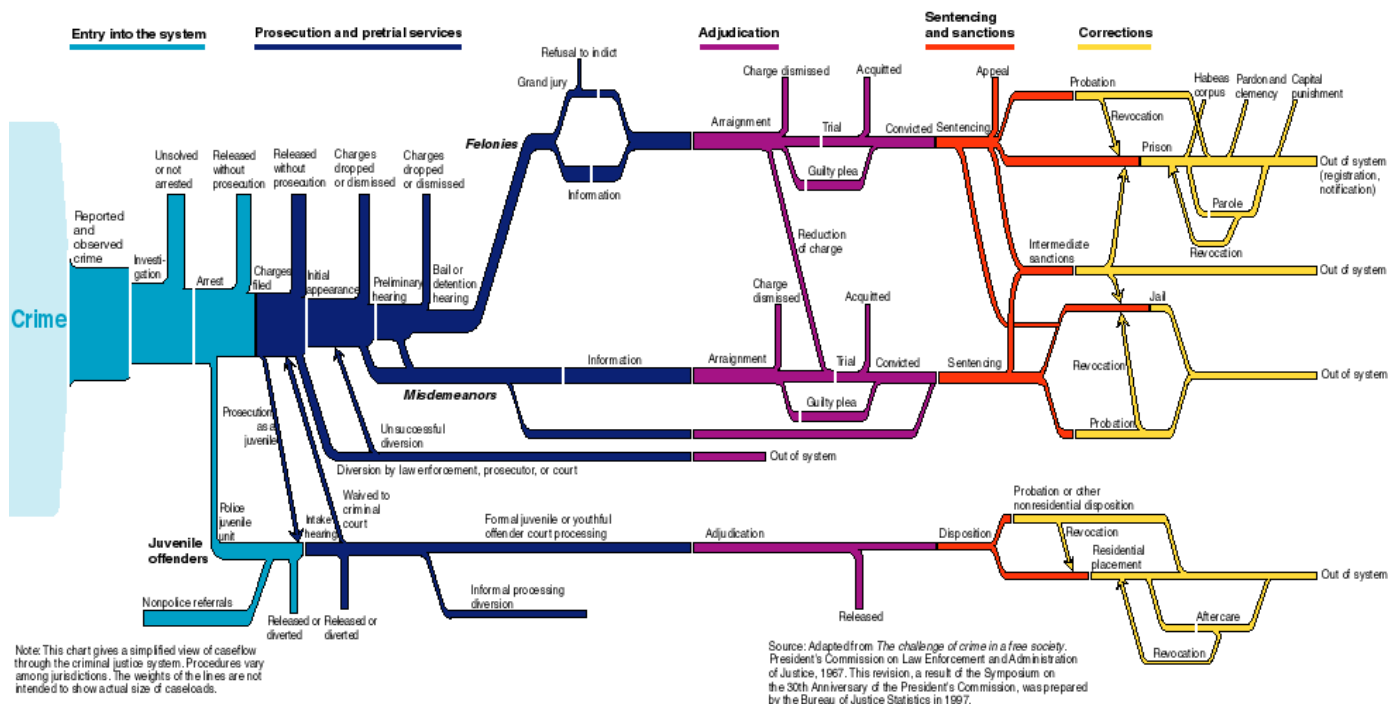 Entry into the system
Prosecution and pretrial services
Adjudication
Sentencing
and sanctions
Corrections
Crime
Reported
and
observed
crime
Investi-
gation
Unsolved
or not
arrested
Arrest
Released
without
prosecution
Charges
filed
Released
without
prosecution
Initial
appearance
Charges
dropped
or dismissed
Preliminary
hearing
Charges
dropped
or dismissed
Bail or
detention
hearing
Felonies
Grand jury
Refusal to indict
Information
Arraignment
Charge dismissed
Trial
Acquitted
Convicted
Guilty plea
Reduction
of charge
Sentencing
Appeal
Probation
Revocation
Prison
Habeas
corpus
Pardon and
clemency
Capital
punishment
Out of system
(registration,
notification)
Parole
Revocation
Intermediate
sanctions
Out of system
Misdemeanors
Information
Arraignment
Charge
dismissed
Trial
Acquitted
Convicted
Guilty plea
Sentencing
Jail
Revocation
Probation
Out of system
Unsuccessful
diversion
Diversion by law enforcement, prosecutor, or court
Out of system
Prosecution
as a
juvenile
Waived to
criminal
court
Juvenile
offenders
Police
juvenile
unit
Intake
hearing
Nonpolice referrals
Released or
diverted
Released or
diverted
Formal juvenile or youthful
offender court processing
Informal processing
diversion
Adjudication
Released
Disposition
Probation or other
nonresidential disposition
Revocation
Residential
placement
Out of system
Aftercare
Revocation
Note: This chart gives a simplified view of caseflow
through the criminal justice system. Procedures vary
among jurisdictions. The weights of the lines are not
intended to show actual size of caseloads.
Source: Adapted from The challenge of crime in a free society.
President's Commission on Law Enforcement and Administration
of Justice, 1967. This revision, a result of the Symposium on
the 30th Anniversary of the President's Commission, was prepared
by the Bureau of Justice Statistics in 1997.